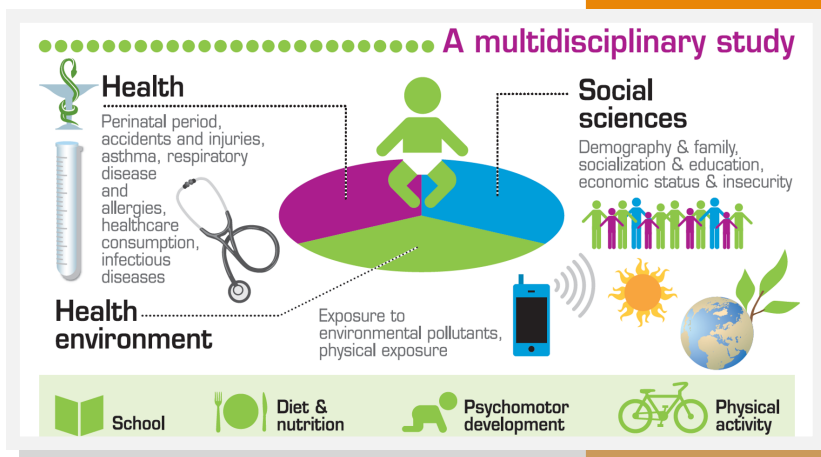 A multidisciplinary study
Health
Perinatal period,
accidents and injuries,
asthma, respiratory
disease
and
allergies,
healthcare
consumption,
infectious
diseases
Social
sciences
Demography & family,
socialization & education,
economic status & insecurity
Health
environment
Exposure to
environmental pollutants,
physical exposure
School
Diet &
nutrition
Psychomotor
development
Physical
activity